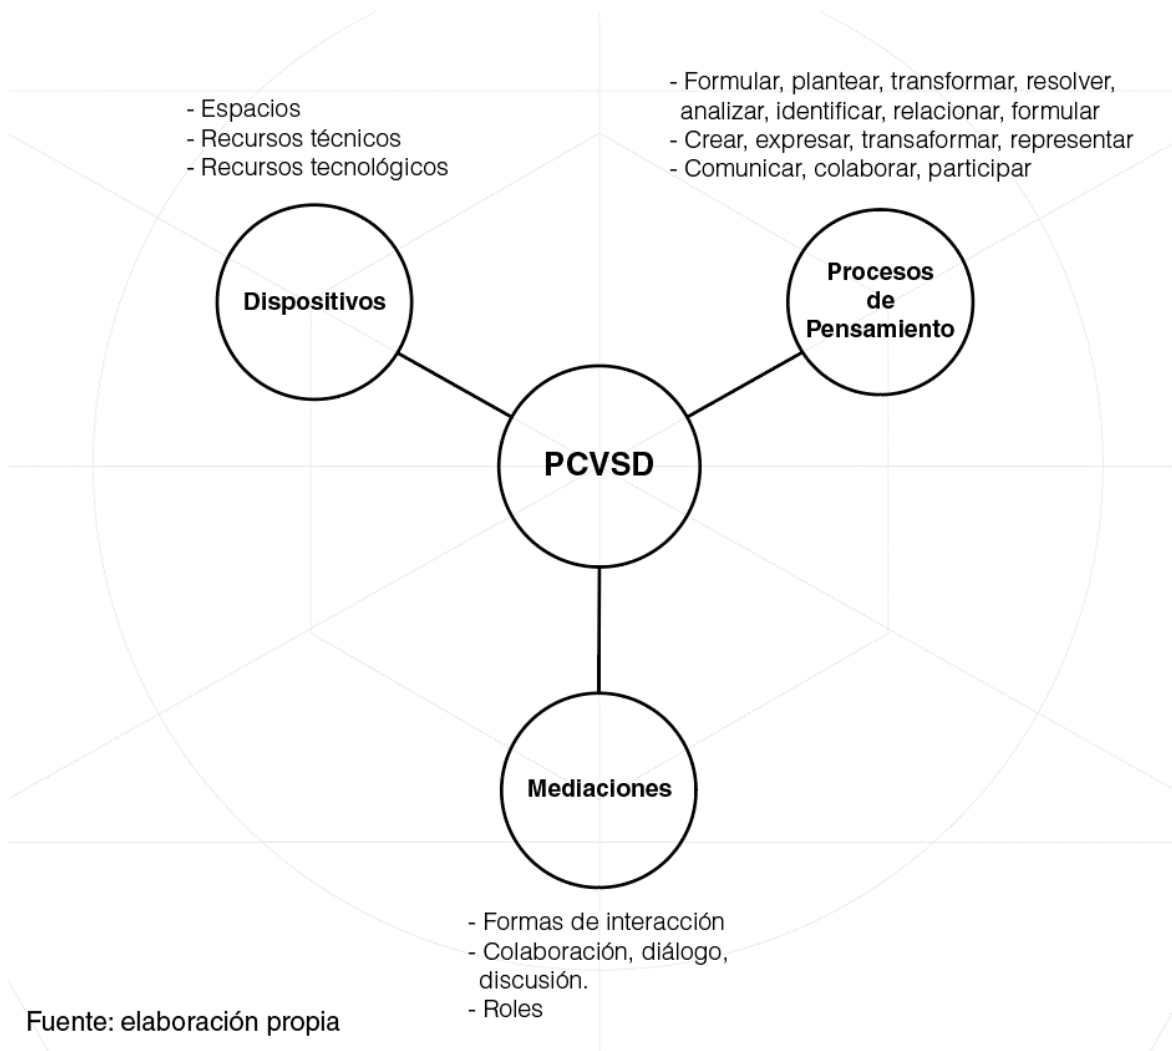 - Espacios
- Recursos técnicos
- Recursos tecnológicos
- Formular, plantear, transformar, resolver,
analizar, identificar, relacionar, formular
- Crear, expresar, transaformar, representar
- Comunicar, colaborar, participar
Dispositivos
Procesos
de
Pensamiento
PCVSD
Mediaciones
- Formas de interacción
- Colaboración, diálogo,
discusión.
- Roles
Fuente: elaboración propia